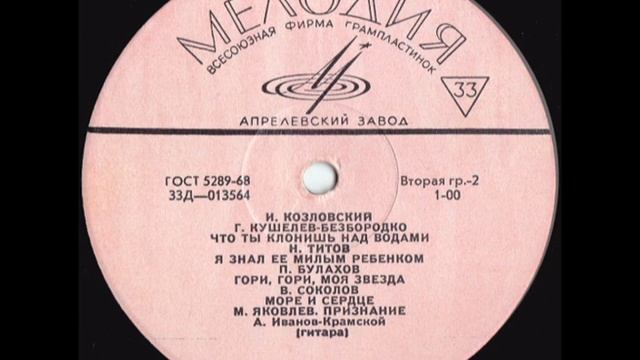 МЕЛОДИЯ
ВСЕСОЮЗНАЯ ФИРМА ГРАМПЛАСТИНОК
33
АПРЕЛЕВСКИЙ ЗАВОД
ГОСТ 5289-68
Вторая гр.-2
33Д—013564
1-00
И. КОЗЛОВСКИЙ
Г. КУШЕЛЕВ-БЕЗБОРОДКО
ЧТО ТЫ КЛОНИШЬ НАД ВОДАМИ
Н. ТИТОВ
Я ЗНАЛ ЕЕ МИЛЫМ РЕБЕНКОМ
П. БУЛАХОВ
ГОРИ, ГОРИ, МОЯ ЗВЕЗДА
В. СОКОЛОВ
МОРЕ И СЕРДЦЕ
М. ЯКОВЛЕВ. ПРИЗНАНИЕ
А. Иванов-Крамской
(гитара)